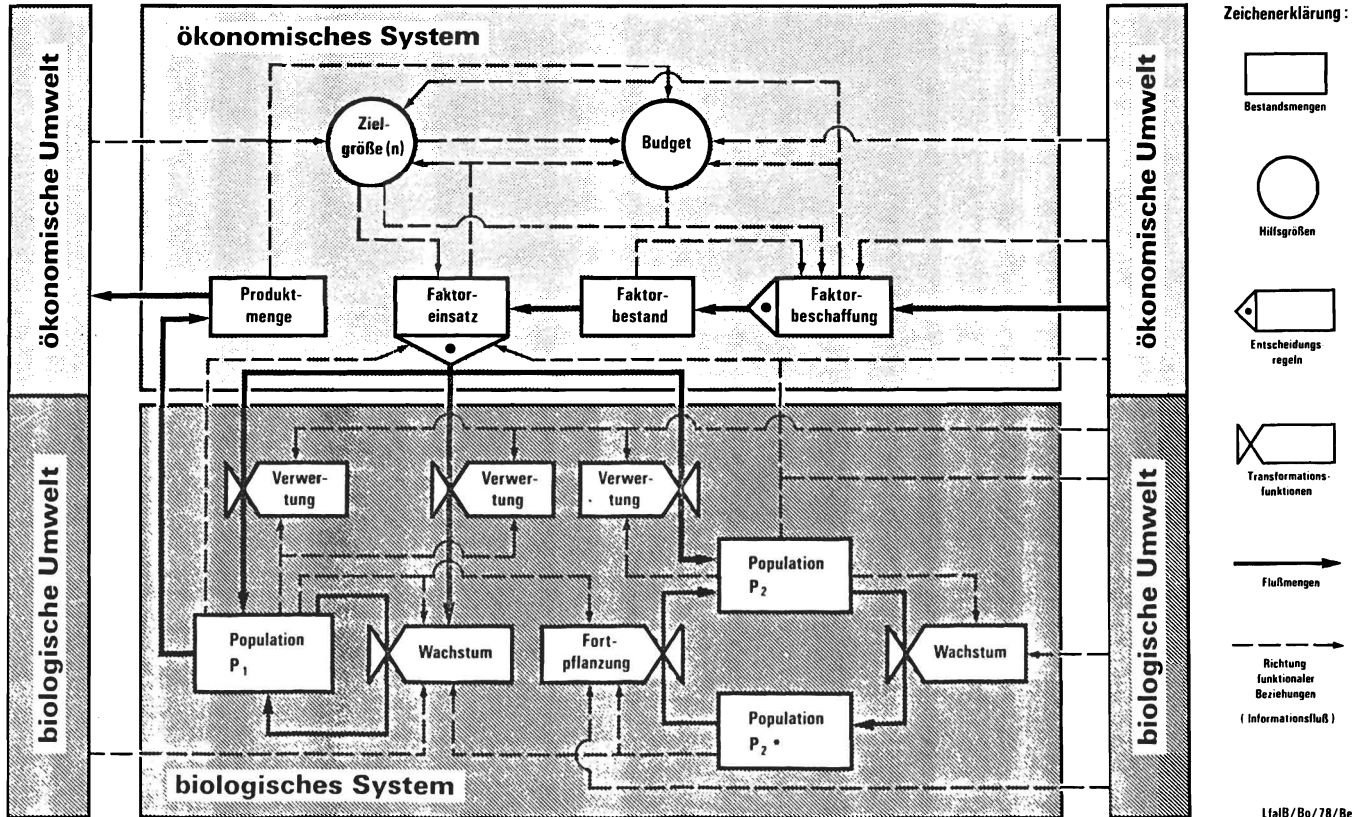 ökonomische Umwelt
biologische Umwelt
ökonomisches System
Ziel-
größe (n)
Budget
Produkt-
menge
Faktor-
einsatz
Faktor-
bestand
Faktor-
beschaffung
Verwer-
tung
Verwer-
tung
Verwer-
tung
Population
P₂
Population
P₁
Wachstum
Fort-
pflanzung
Wachstum
Population
P₂ *
biologisches System
ökonomische Umwelt
biologische Umwelt
Zeichenerklärung :
Bestandsmengen
Hilfsgrößen
Entscheidungs
regeln
Transformations-
funktionen
Flußmengen
Richtung
funktionaler
Beziehungen
( Informationsfluß )
LfalB / Bo / 78 / Be